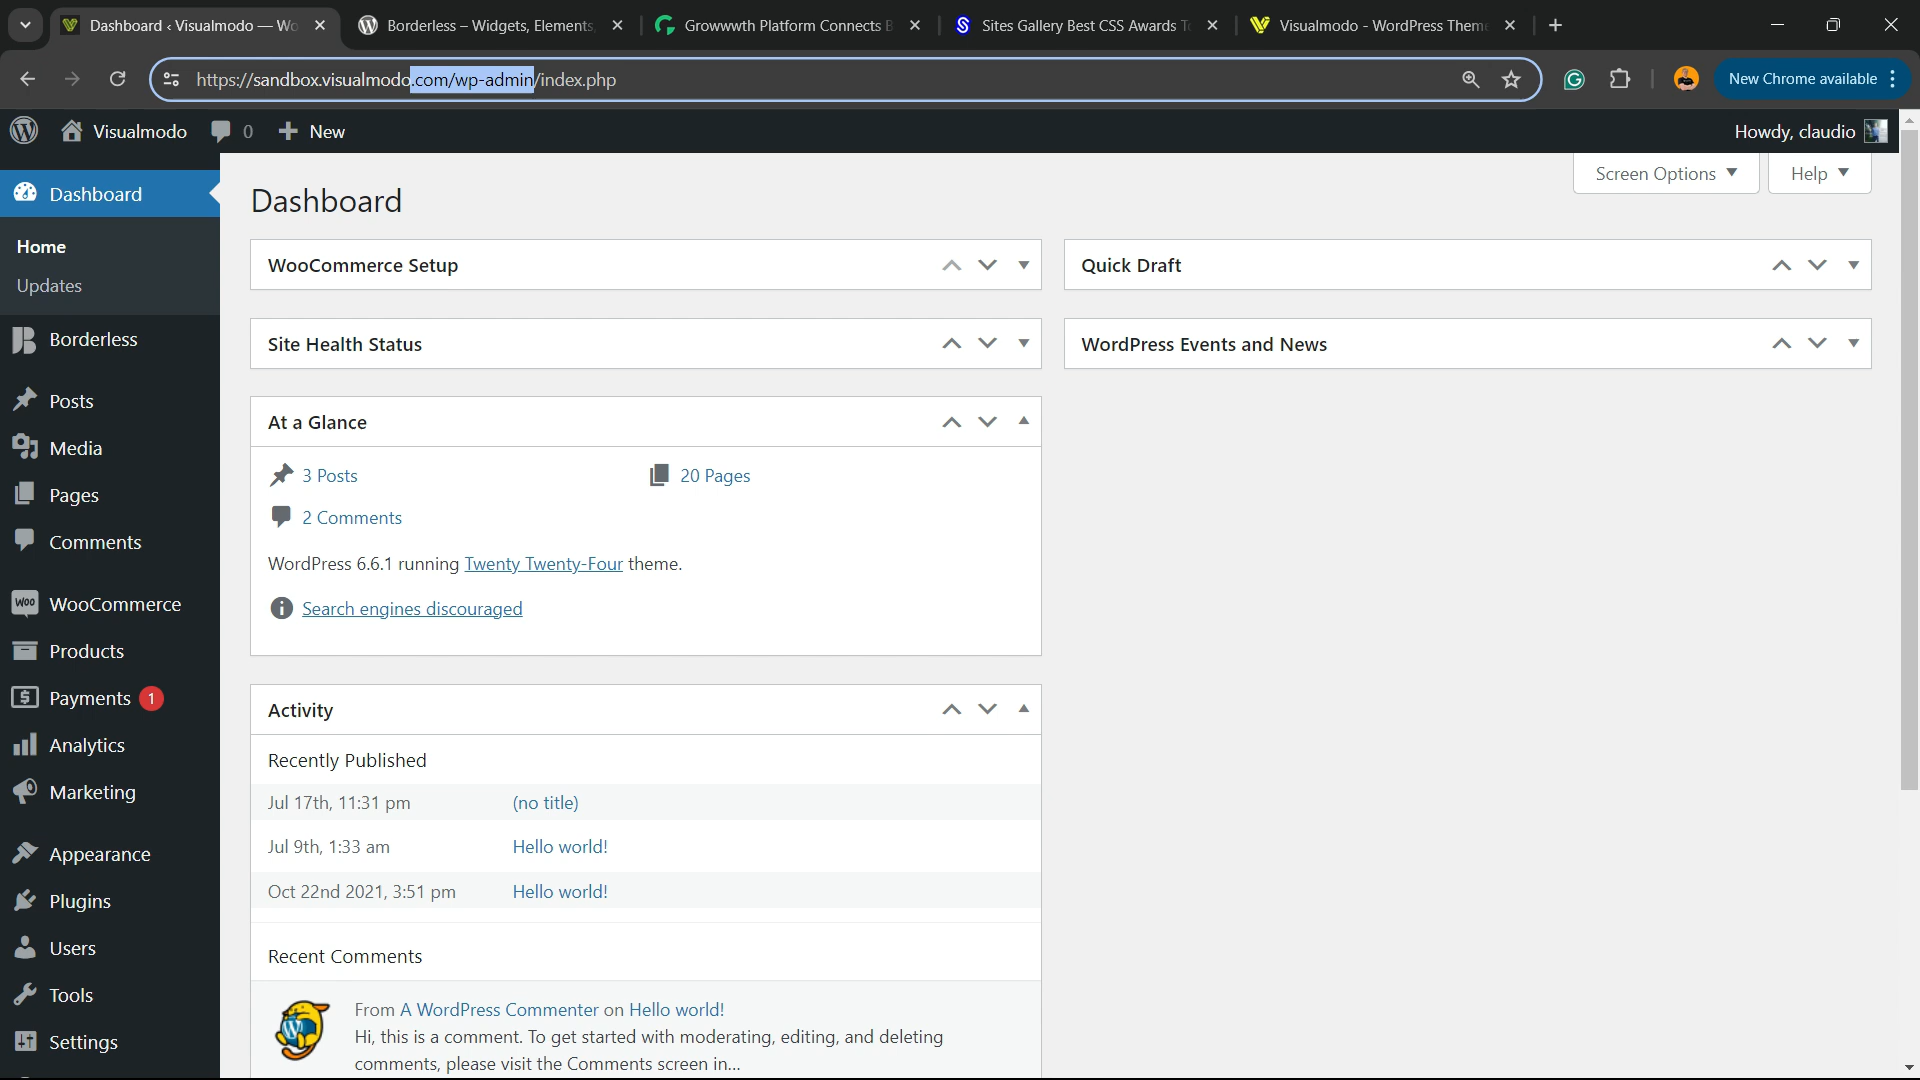 Dashboard ‹ Visualmodo — Wo
Borderless – Widgets, Elements,
Growwwth Platform Connects B
Sites Gallery Best CSS Awards To
Visualmodo - WordPress Theme
https://sandbox.visualmodo.com/wp-admin/index.php
New Chrome available
Visualmodo
0
New
Howdy, claudio
Screen Options
Help
Dashboard
Home
Updates
Borderless
Posts
Media
Pages
Comments
Woo
WooCommerce
Products
Payments 1
Analytics
Marketing
Appearance
Plugins
Users
Tools
Settings
Dashboard
WooCommerce Setup
Quick Draft
Site Health Status
WordPress Events and News
At a Glance
3 Posts
20 Pages
2 Comments
WordPress 6.6.1 running Twenty Twenty-Four theme.
Search engines discouraged
Activity
Recently Published
Jul 17th, 11:31 pm (no title)
Jul 9th, 1:33 am Hello world!
Oct 22nd 2021, 3:51 pm Hello world!
Recent Comments
From A WordPress Commenter on Hello world!
Hi, this is a comment. To get started with moderating, editing, and deleting
comments, please visit the Comments screen in...